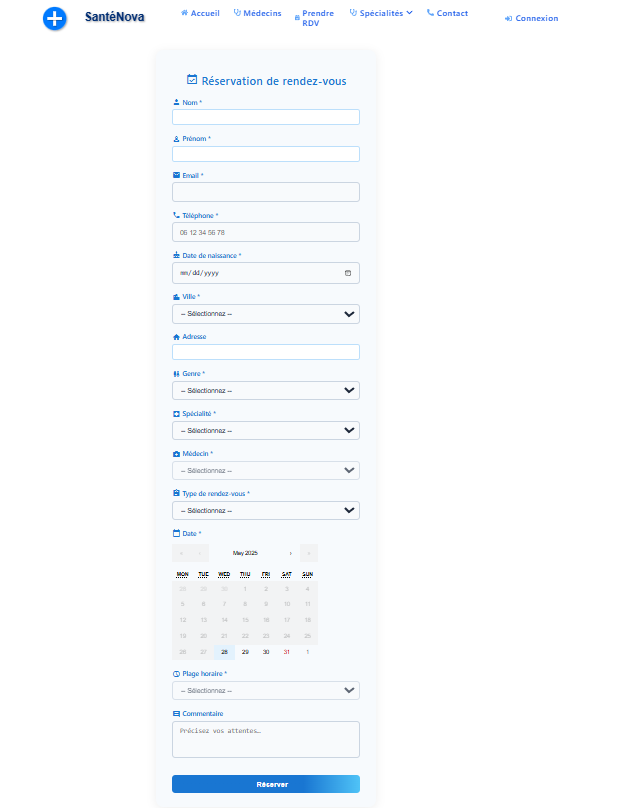 SantéNova
Accueil
Médecins
Prendre
RDV
Spécialités
Contact
Connexion
Réservation de rendez-vous
Nom *
Prénom *
Email *
Téléphone *
06 12 34 56 78
Date de naissance *
mm/dd/yyyy
Ville *
-- Sélectionnez --
Adresse
Genre *
-- Sélectionnez --
Spécialité *
-- Sélectionnez --
Médecin *
-- Sélectionnez --
Type de rendez-vous *
-- Sélectionnez --
Date *
‹ May 2025 › ›
MON TUE WED THU FRI SAT SUN
28 29 30 1 2 3 4
5 6 7 8 9 10 11
12 13 14 15 16 17 18
19 20 21 22 23 24 25
26 27 28 29 30 31 1
Plage horaire *
-- Sélectionnez --
Commentaire
Précisez vos attentes…
Réserver